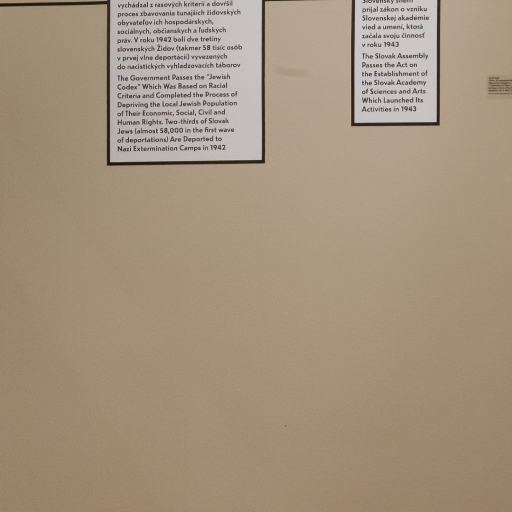 vychádzal z rasových kritérií a dovŕšil
proces zbavovania tunajších židovských
obyvateľov ich hospodárskych,
sociálnych, občianskych a ľudských
práv. V roku 1942 boli dve tretiny
slovenských Židov (takmer 58 tisíc osôb
v prvej vlne deportácií) vyvezených
do nacistických vyhladzovacích táborov
The Government Passes the "Jewish
Codex" Which Was Based on Racial
Criteria and Completed the Process of
Depriving the Local Jewish Population
of Their Economic, Social, Civil and
Human Rights. Two-thirds of Slovak
Jews (almost 58,000 in the first wave
of deportations) Are Deported to
Nazi Extermination Camps in 1942
Slovenský snem
prijal zákon o vzniku
Slovenskej akadémie
vied a umení, ktorá
začala svoju činnosť
v roku 1943
The Slovak Assembly
Passes the Act on
the Establishment of
the Slovak Academy
of Sciences and Arts
Which Launched Its
Activities in 1943